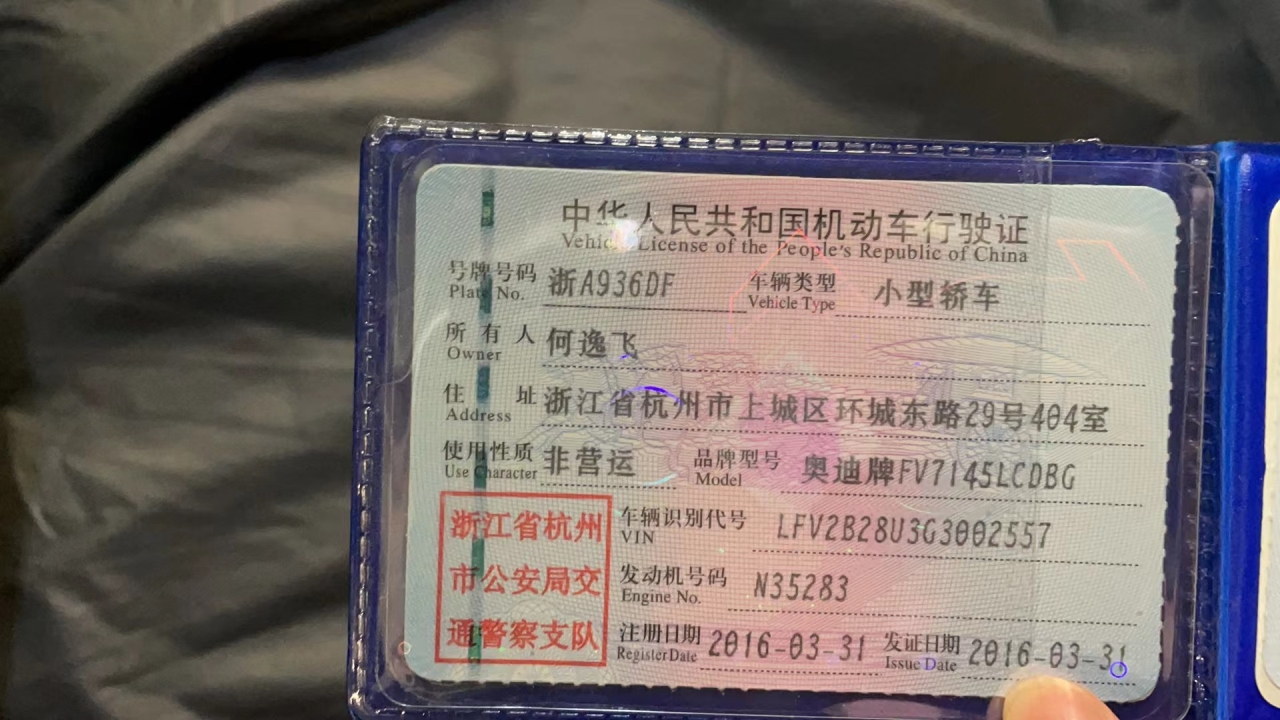 中华人民共和国机动车行驶证
Vehicle License of the People's Republic of China
号牌号码 浙A936DF 车辆类型 小型轿车
Plate No. Vehicle Type
所有人 何逸飞
Owner
住址 浙江省杭州市上城区环城东路29号404室
Address
使用性质 非营运 品牌型号 奥迪牌FV7145LCDBG
Use Character Model
浙江省杭州 车辆识别代号 LFV2B28U3G3002557
VIN
市公安局交 发动机号码 N35283
Engine No.
通警察支队 注册日期 2016-03-31 发证日期 2016-03-31
Register Date Issue Date